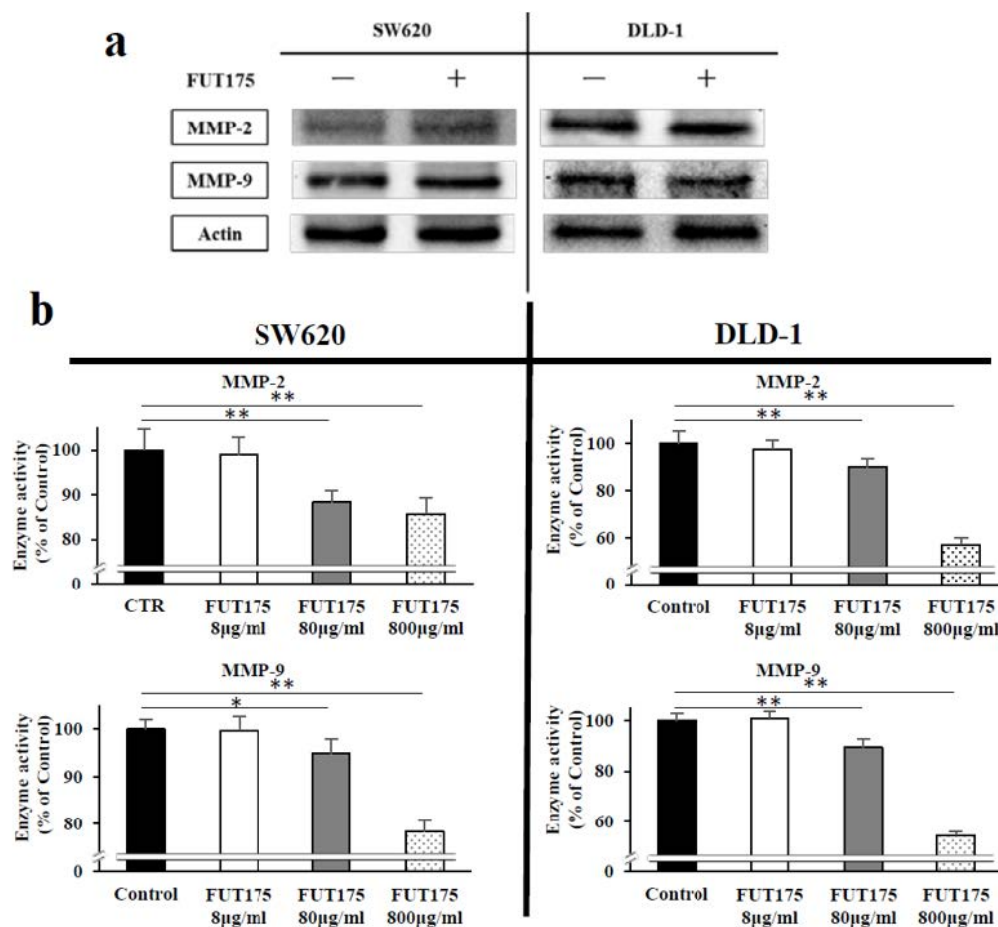 a
SW620 DLD-1
FUT175 — + — +
MMP-2
MMP-9
Actin
b
SW620 DLD-1
MMP-2
**
**
Enzyme activity
(% of Control)
100
90
80
0
CTR FUT175 FUT175 FUT175
8μg/ml 80μg/ml 800μg/ml
MMP-2
**
**
Enzyme activity
(% of Control)
100
80
60
0
Control FUT175 FUT175 FUT175
8μg/ml 80μg/ml 800μg/ml
MMP-9
**
*
Enzyme activity
(% of Control)
100
90
80
0
Control FUT175 FUT175 FUT175
8μg/ml 80μg/ml 800μg/ml
MMP-9
**
**
Enzyme activity
(% of Control)
100
80
60
0
Control FUT175 FUT175 FUT175
8μg/ml 80μg/ml 800μg/ml